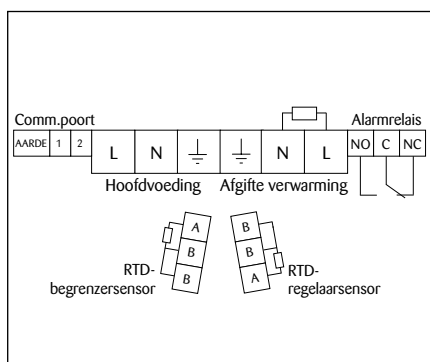 Comm.poort Alarmrelais
AARDE 1 2 L N N L NO C NC
Hoofdvoeding Afgifte verwarming
A B
B B
B A
RTD- RTD-
begrenzersensor regelaarsensor